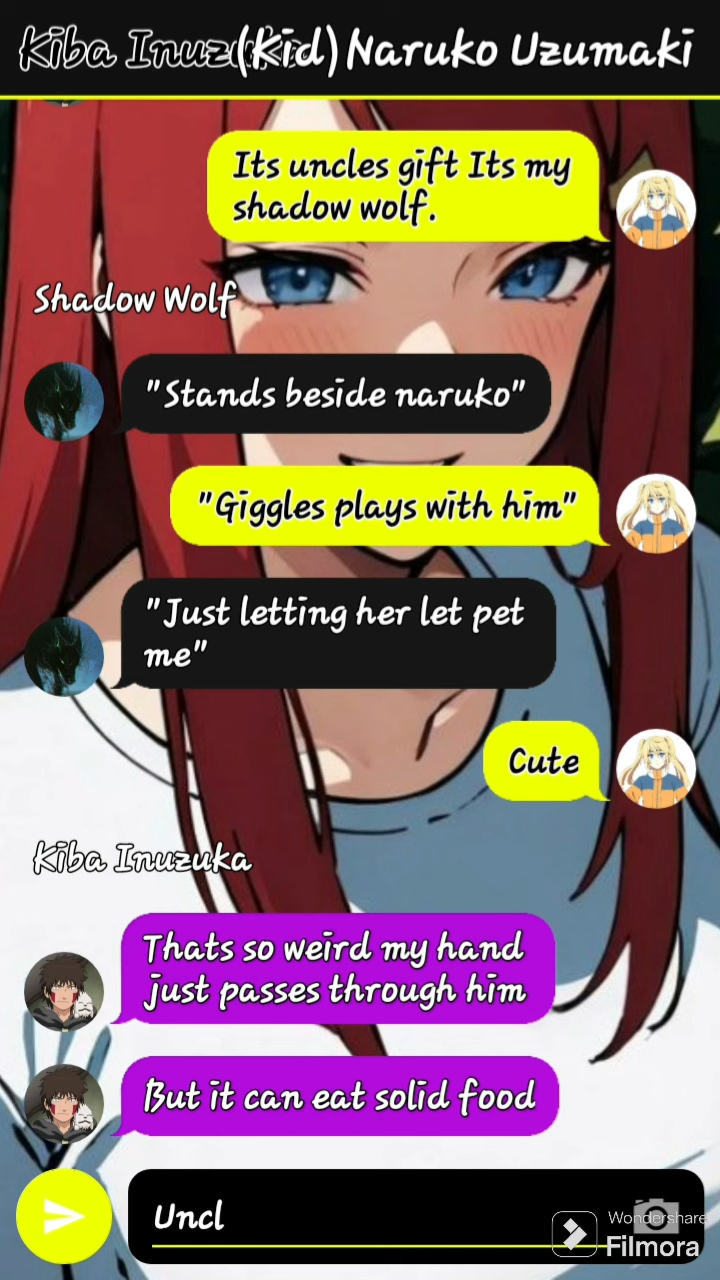 Kiba Inuzuka (Kid) Naruko Uzumaki
Its uncles gift Its my
shadow wolf.
Shadow Wolf
"Stands beside naruko"
"Giggles plays with him"
"Just letting her let pet
me"
Cute
Kiba Inuzuka
Thats so weird my hand
just passes through him
But it can eat solid food
Uncl
Wondershare
Filmora